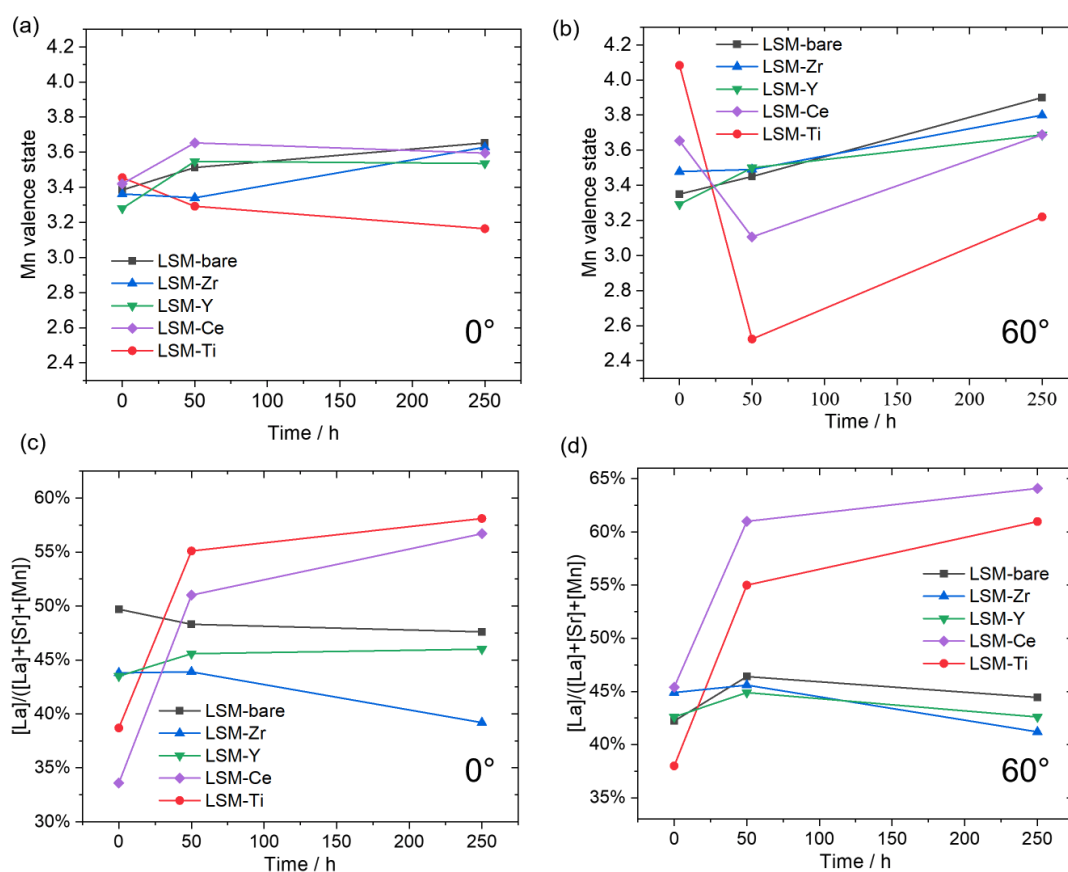 (a)
Mn valence state
4.2
4.0
3.8
3.6
3.4
3.2
3.0
2.8
2.6
2.4
LSM-bare
LSM-Zr
LSM-Y
LSM-Ce
LSM-Ti
0°
0 50 100 150 200 250
Time / h
(b)
Mn valence state
4.2
4.0
3.8
3.6
3.4
3.2
3.0
2.8
2.6
2.4
LSM-bare
LSM-Zr
LSM-Y
LSM-Ce
LSM-Ti
60°
0 50 100 150 200 250
Time / h
(c)
[La]/([La]+[Sr]+[Mn])
60%
55%
50%
45%
40%
35%
30%
LSM-bare
LSM-Zr
LSM-Y
LSM-Ce
LSM-Ti
0°
0 50 100 150 200 250
Time / h
(d)
[La]/([La]+[Sr]+[Mn])
65%
60%
55%
50%
45%
40%
35%
LSM-bare
LSM-Zr
LSM-Y
LSM-Ce
LSM-Ti
60°
0 50 100 150 200 250
Time / h